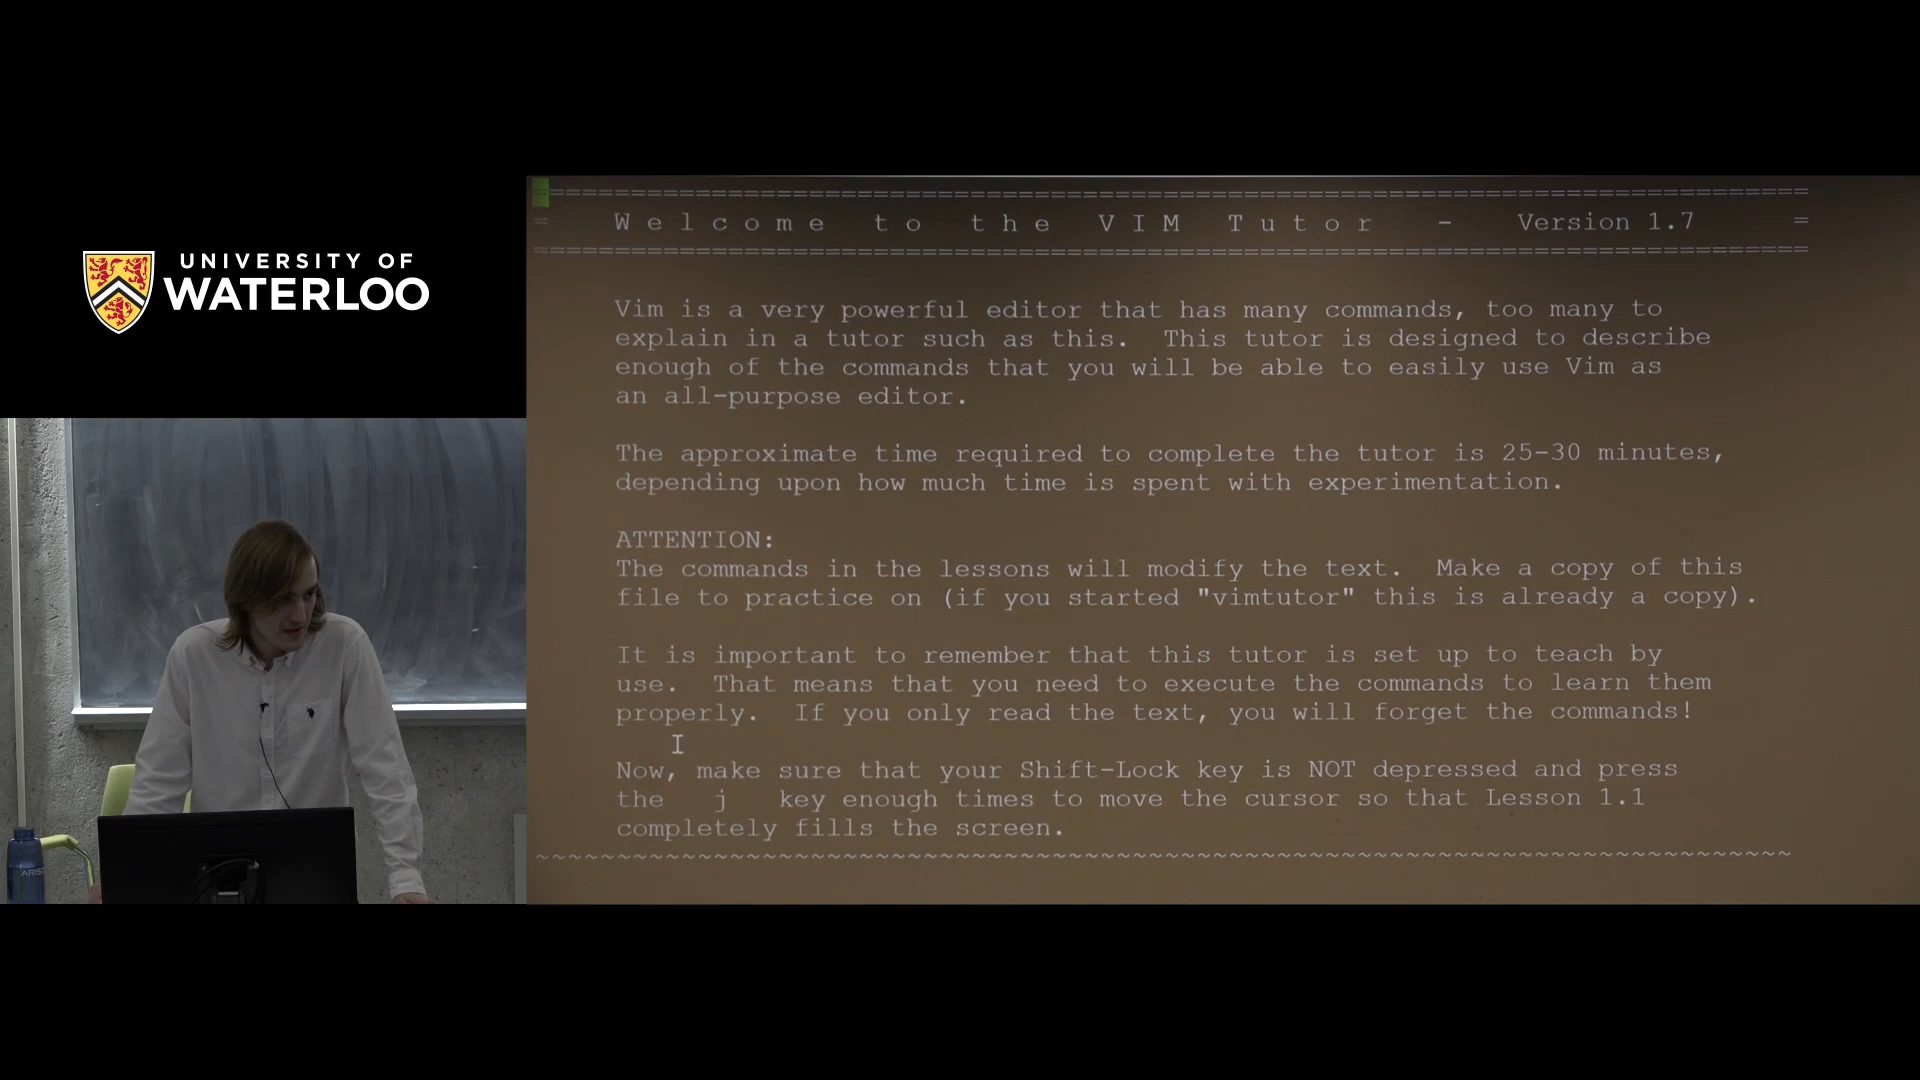 UNIVERSITY OF
WATERLOO
================================================================================
= W e l c o m e t o t h e V I M T u t o r - Version 1.7 =
================================================================================
Vim is a very powerful editor that has many commands, too many to
explain in a tutor such as this. This tutor is designed to describe
enough of the commands that you will be able to easily use Vim as
an all-purpose editor.
The approximate time required to complete the tutor is 25-30 minutes,
depending upon how much time is spent with experimentation.
ATTENTION:
The commands in the lessons will modify the text. Make a copy of this
file to practice on (if you started "vimtutor" this is already a copy).
It is important to remember that this tutor is set up to teach by
use. That means that you need to execute the commands to learn them
properly. If you only read the text, you will forget the commands!
Now, make sure that your Shift-Lock key is NOT depressed and press
the j key enough times to move the cursor so that Lesson 1.1
completely fills the screen.
~~~~~~~~~~~~~~~~~~~~~~~~~~~~~~~~~~~~~~~~~~~~~~~~~~~~~~~~~~~~~~~~~~~~~~~~~~~~~~